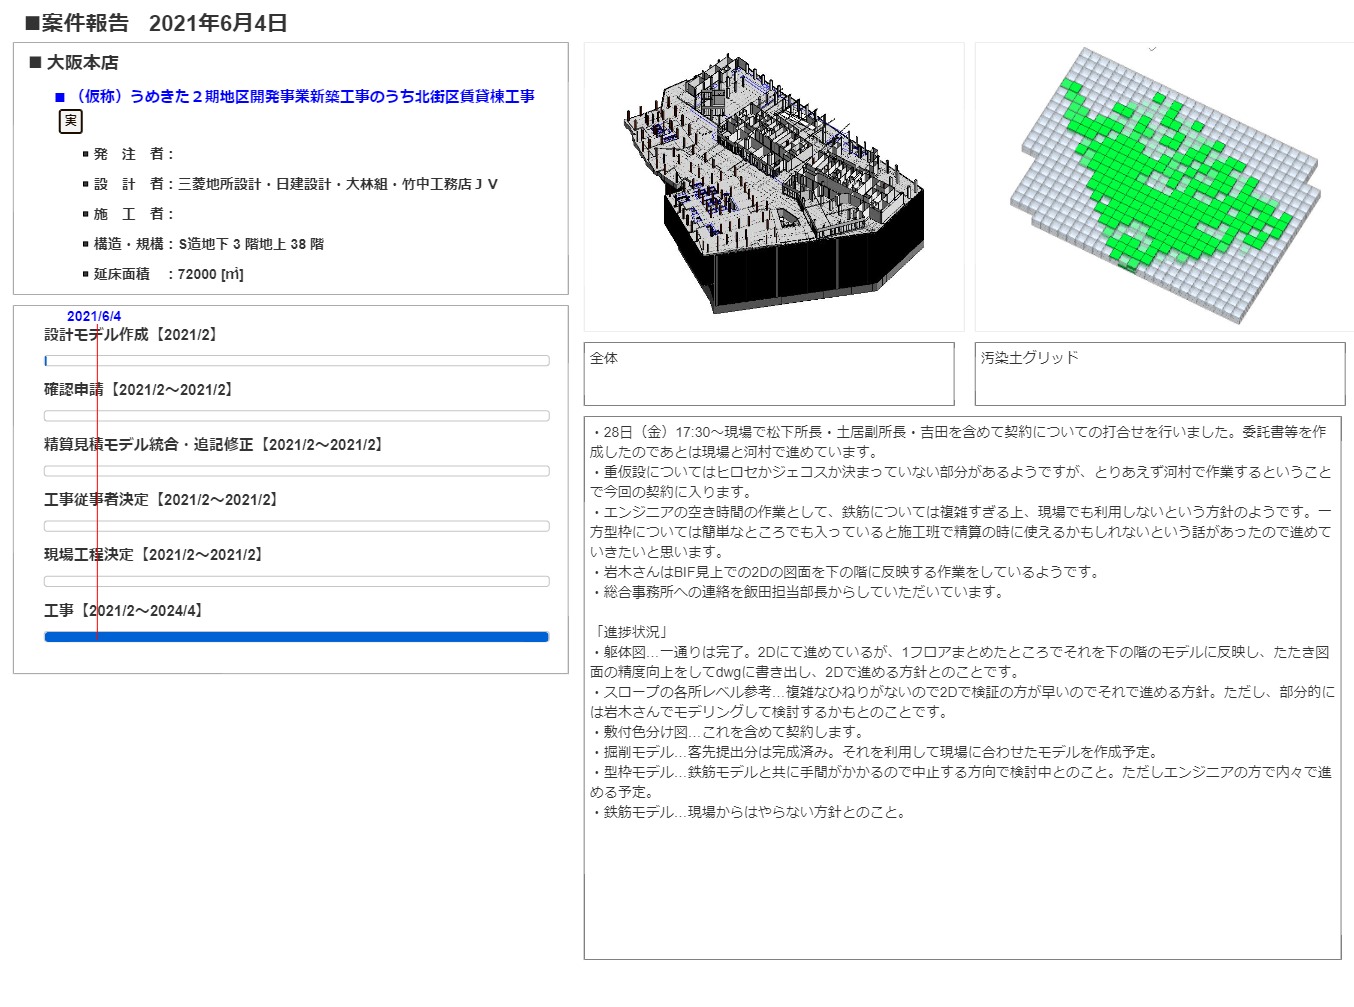 ■案件報告　2021年6月4日
■ 大阪本店
■ （仮称）うめきた２期地区開発事業新築工事のうち北街区賃貸棟工事
実
▪ 発　注　者：
▪ 設　計　者：三菱地所設計・日建設計・大林組・竹中工務店ＪＶ
▪ 施　工　者：
▪ 構造・規構：S造地下 3 階地上 38 階
▪ 延床面積　：72000 [㎡]
2021/6/4
設計モデル作成【2021/2】
確認申請【2021/2～2021/2】
精算見積モデル統合・追記修正【2021/2～2021/2】
工事従事者決定【2021/2～2021/2】
現場工程決定【2021/2～2021/2】
工事【2021/2～2024/4】
全体
汚染土グリッド
・28日（金）17:30～現場で松下所長・土居副所長・吉田を含めて契約についての打合せを行いました。委託書等を作
成したのであとは現場と河村で進めています。
・重仮設についてはヒロセかジェコスか決まっていない部分があるようですが、とりあえず河村で作業するということ
で今回の契約に入ります。
・エンジニアの空き時間の作業として、鉄筋については複雑すぎる上、現場でも利用しないという方針のようです。一
方型枠については簡単なところでも入っていると施工班で精算の時に使えるかもしれないという話があったので進めて
いきたいと思います。
・岩木さんはBIF見上での2Dの図面を下の階に反映する作業をしているようです。
・総合事務所への連絡を飯田担当部長からしていただいています。
「進捗状況」
・躯体図…一通りは完了。2Dにて進めているが、1フロアまとめたところでそれを下の階のモデルに反映し、たたき図
面の精度向上をしてdwgに書き出し、2Dで進める方針とのことです。
・スロープの各所レベル参考…複雑なひねりがないので2Dで検証の方が早いのでそれで進める方針。ただし、部分的に
は岩木さんでモデリングして検討するかもとのことです。
・敷付色分け図…これを含めて契約します。
・掘削モデル…客先提出分は完成済み。それを利用して現場に合わせたモデルを作成予定。
・型枠モデル…鉄筋モデルと共に手間がかかるので中止する方向で検討中とのこと。ただしエンジニアの方で内々で進
める予定。
・鉄筋モデル…現場からはやらない方針とのこと。